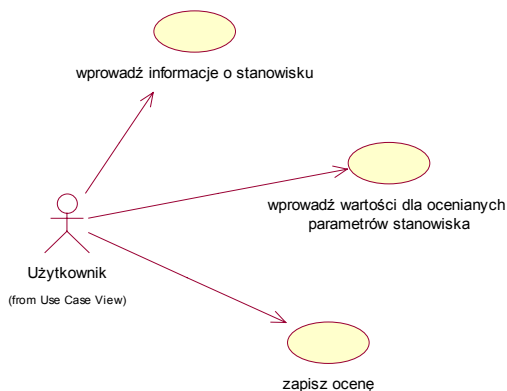 wprowadź informacje o stanowisku
wprowadź wartości dla ocenianych
parametrów stanowiska
Użytkownik
(from Use Case View)
zapisz ocenę